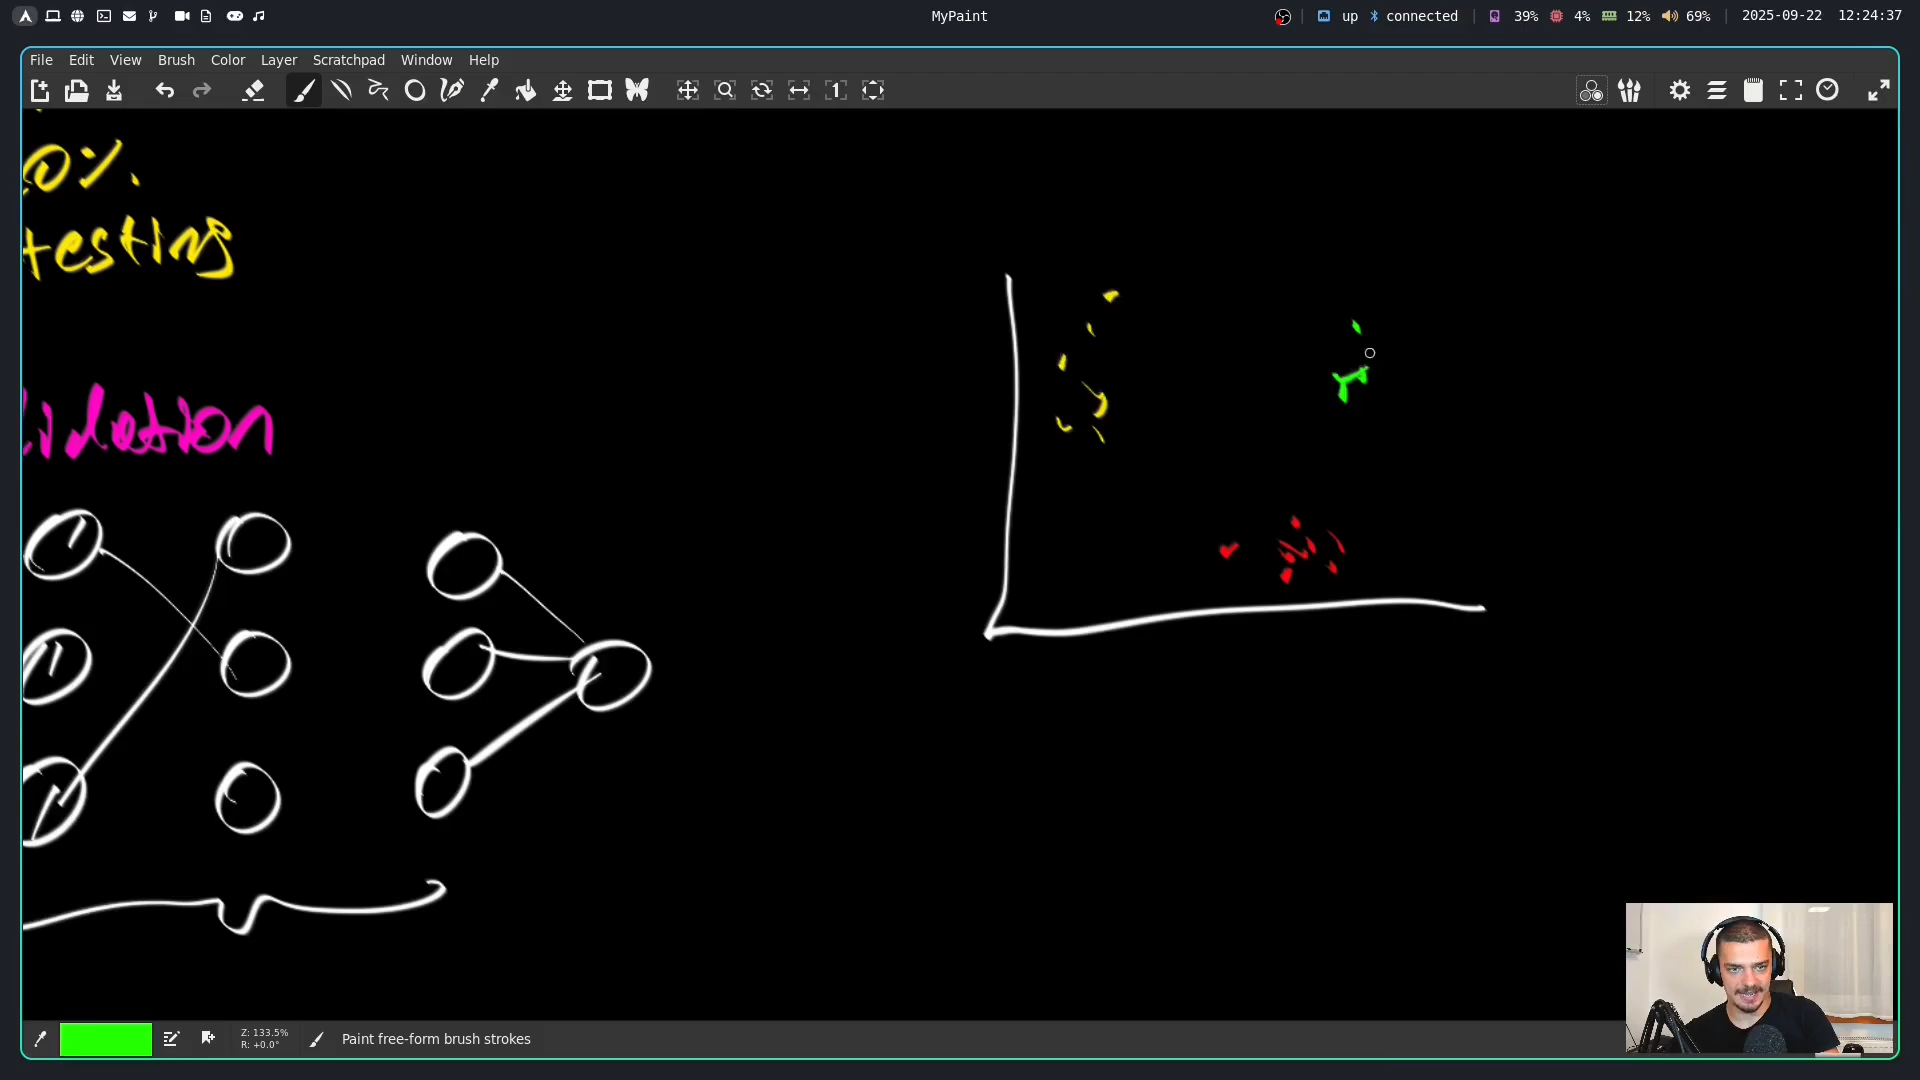 MyPaint
up connected 39% 4% 12% 69% 2025-09-22 12:24:37
File Edit View Brush Color Layer Scratchpad Window Help
0%.
testing
lidation
Z: 133.5%
R: +0.0°
Paint free-form brush strokes